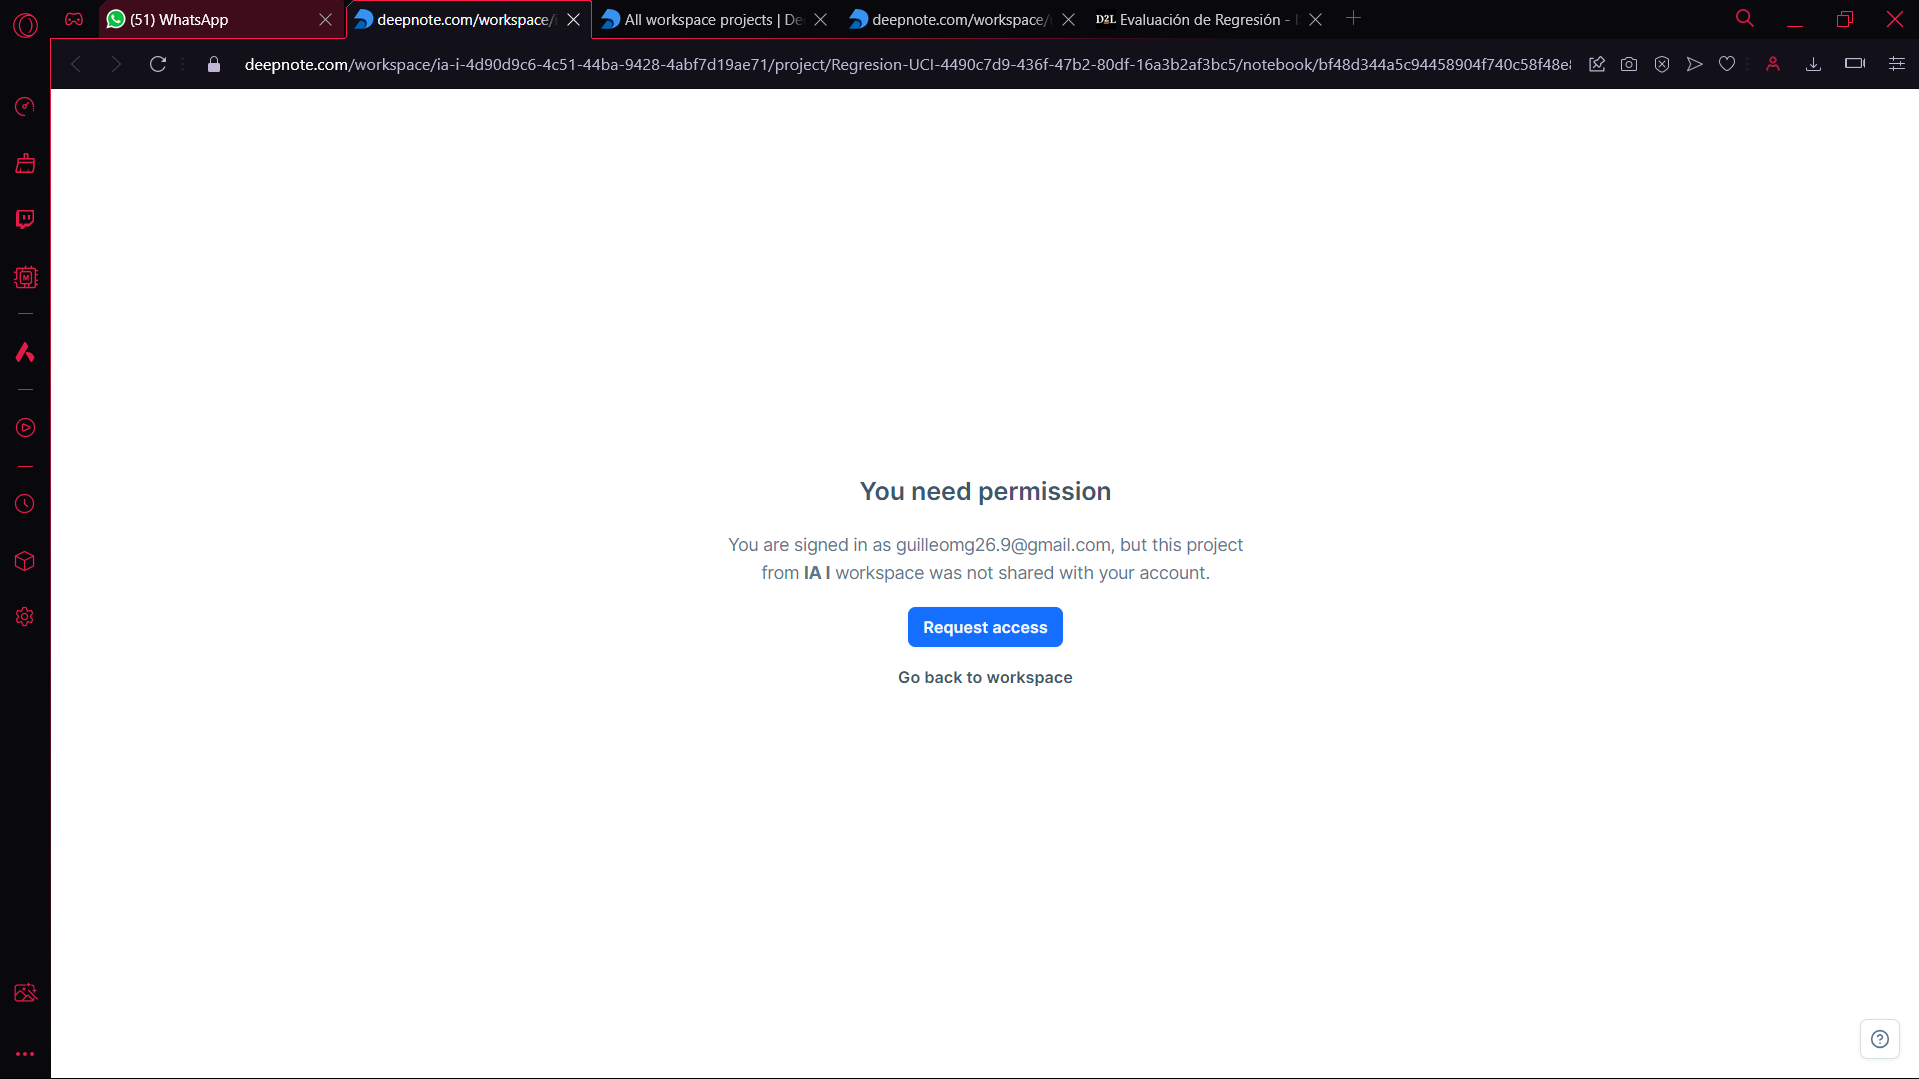 (51) WhatsApp
deepnote.com/workspace/i
All workspace projects | De
deepnote.com/workspace/
D2L Evaluación de Regresión -
deepnote.com/workspace/ia-i-4d90d9c6-4c51-44ba-9428-4abf7d19ae71/project/Regresion-UCI-4490c7d9-436f-47b2-80df-16a3b2af3bc5/notebook/bf48d344a5c94458904f740c58f48e
You need permission
You are signed in as guilleomg26.9@gmail.com, but this project
from IA I workspace was not shared with your account.
Request access
Go back to workspace